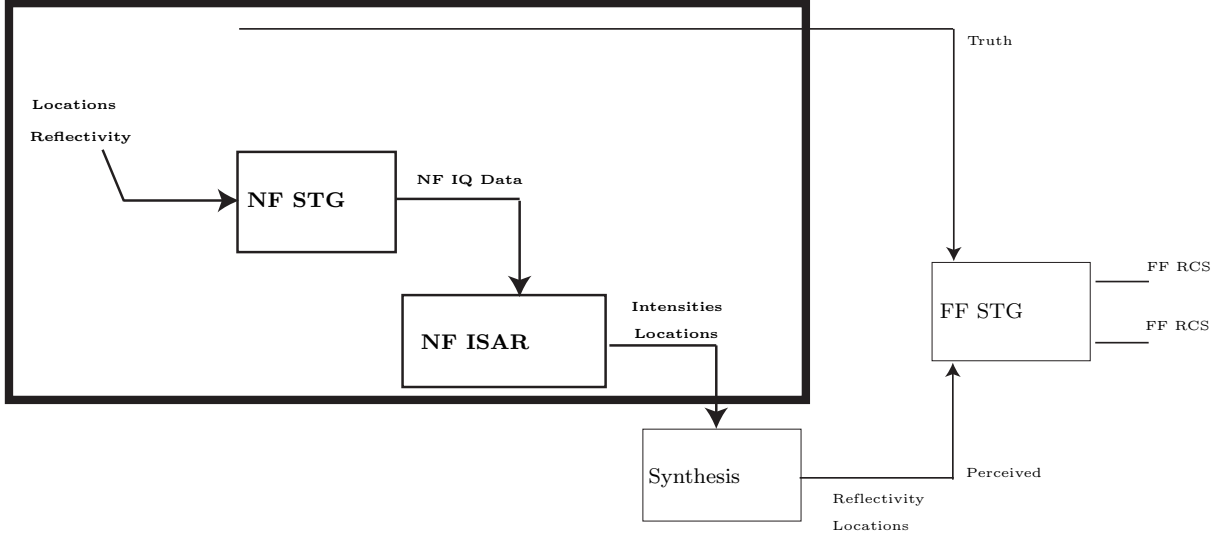 Truth
Locations
Reflectivity
NF STG
NF IQ Data
FF RCS
FF STG
FF RCS
Intensities
Locations
NF ISAR
Synthesis
Perceived
Reflectivity
Locations